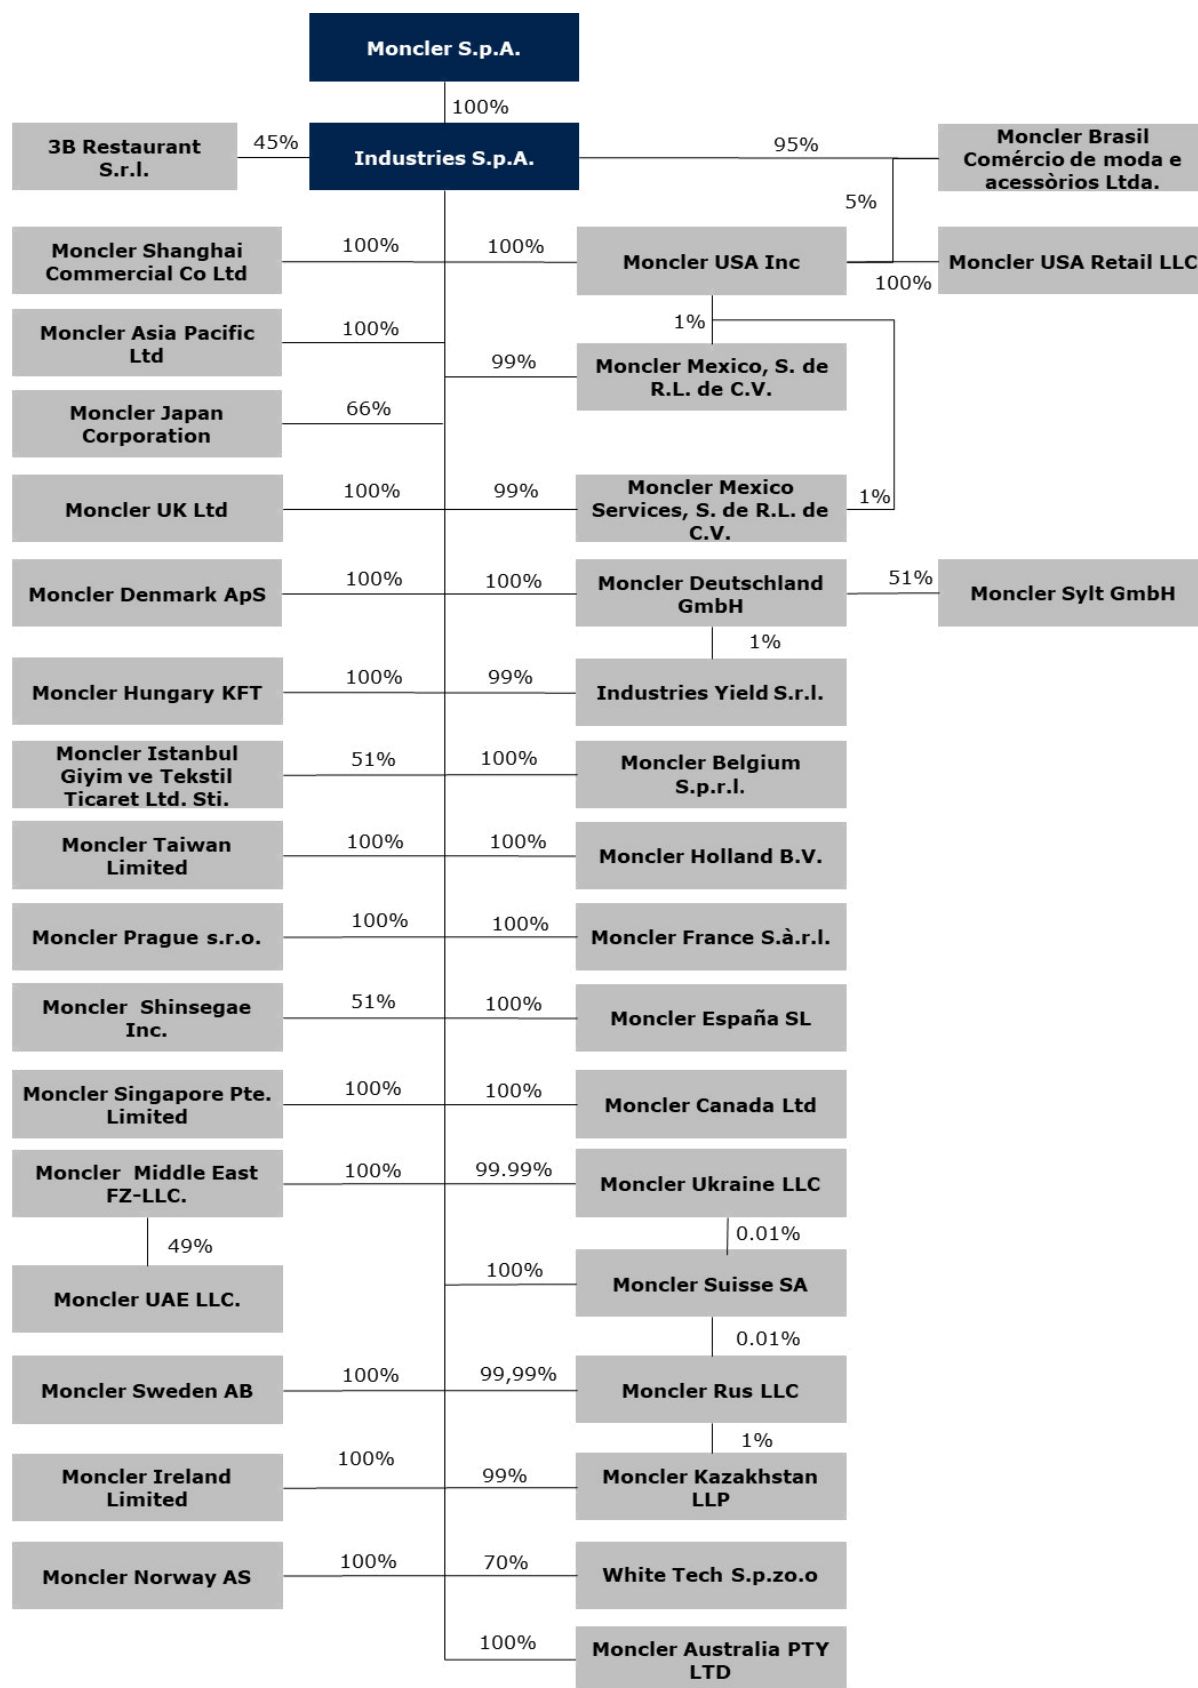 Moncler S.p.A.
100%
3B Restaurant
S.r.l.
45%
Industries S.p.A.
95%
Moncler Brasil
Comércio de moda e
acessòrios Ltda.
5%
Moncler Shanghai
Commercial Co Ltd
100%
100%
Moncler USA Inc
100%
Moncler USA Retail LLC
Moncler Asia Pacific
Ltd
100%
1%
99%
Moncler Mexico, S. de
R.L. de C.V.
Moncler Japan
Corporation
66%
Moncler UK Ltd
100%
99%
Moncler Mexico
Services, S. de R.L. de
C.V.
1%
Moncler Denmark ApS
100%
100%
Moncler Deutschland
GmbH
51%
Moncler Sylt GmbH
1%
Moncler Hungary KFT
100%
99%
Industries Yield S.r.l.
Moncler Istanbul
Giyim ve Tekstil
Ticaret Ltd. Sti.
51%
100%
Moncler Belgium
S.p.r.l.
Moncler Taiwan
Limited
100%
100%
Moncler Holland B.V.
Moncler Prague s.r.o.
100%
100%
Moncler France S.à.r.l.
Moncler Shinsegae
Inc.
51%
100%
Moncler España SL
Moncler Singapore Pte.
Limited
100%
100%
Moncler Canada Ltd
Moncler Middle East
FZ-LLC.
100%
99.99%
Moncler Ukraine LLC
49%
0.01%
Moncler UAE LLC.
100%
Moncler Suisse SA
0.01%
Moncler Sweden AB
100%
99,99%
Moncler Rus LLC
1%
Moncler Ireland
Limited
100%
99%
Moncler Kazakhstan
LLP
Moncler Norway AS
100%
70%
White Tech S.p.zo.o
100%
Moncler Australia PTY
LTD